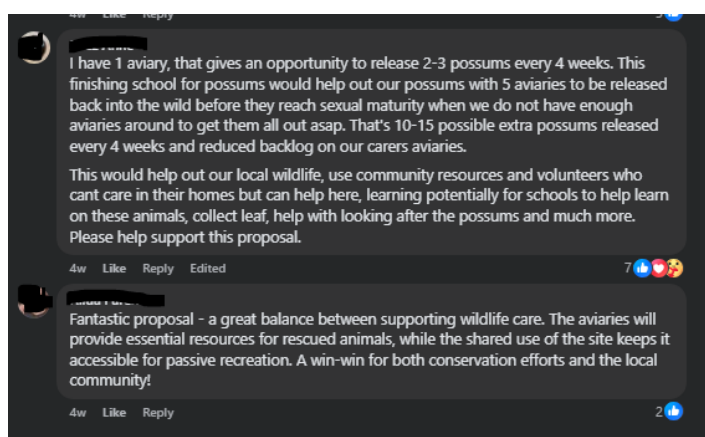 4w Like Reply
I have 1 aviary, that gives an opportunity to release 2-3 possums every 4 weeks. This
finishing school for possums would help out our possums with 5 aviaries to be released
back into the wild before they reach sexual maturity when we do not have enough
aviaries around to get them all out asap. That's 10-15 possible extra possums released
every 4 weeks and reduced backlog on our carers aviaries.
This would help out our local wildlife, use community resources and volunteers who
cant care in their homes but can help here, learning potentially for schools to help learn
on these animals, collect leaf, help with looking after the possums and much more.
Please help support this proposal.
4w Like Reply Edited 7
Fantastic proposal - a great balance between supporting wildlife care. The aviaries will
provide essential resources for rescued animals, while the shared use of the site keeps it
accessible for passive recreation. A win-win for both conservation efforts and the local
community!
4w Like Reply 2